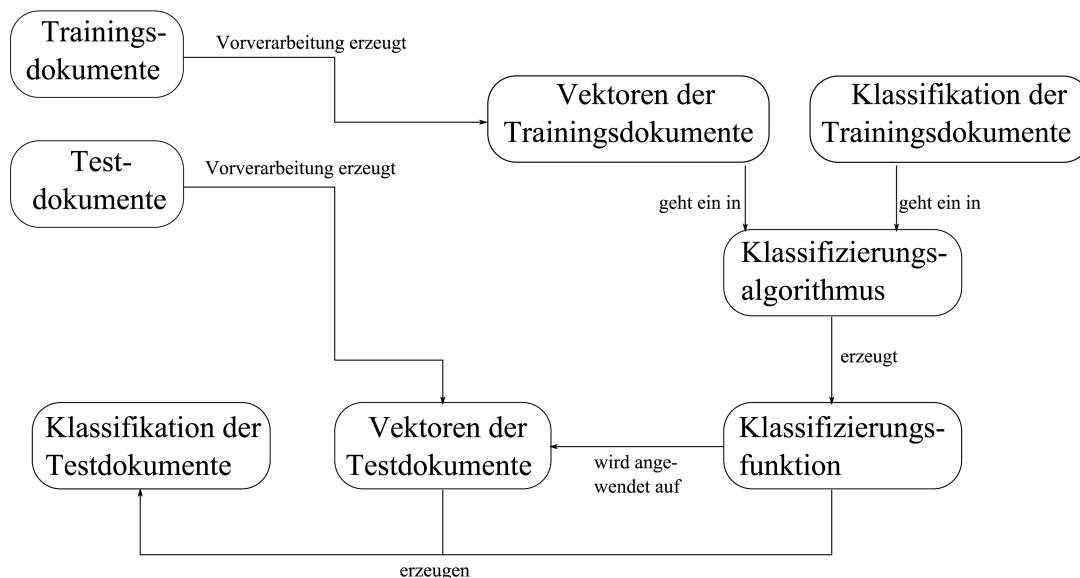 Trainings-
dokumente
Vorverarbeitung erzeugt
Vektoren der
Trainingsdokumente
Klassifikation der
Trainingsdokumente
Test-
dokumente
Vorverarbeitung erzeugt
geht ein in
geht ein in
Klassifizierungs-
algorithmus
erzeugt
Klassifikation der
Testdokumente
Vektoren der
Testdokumente
wird ange-
wendet auf
Klassifizierungs-
funktion
erzeugen